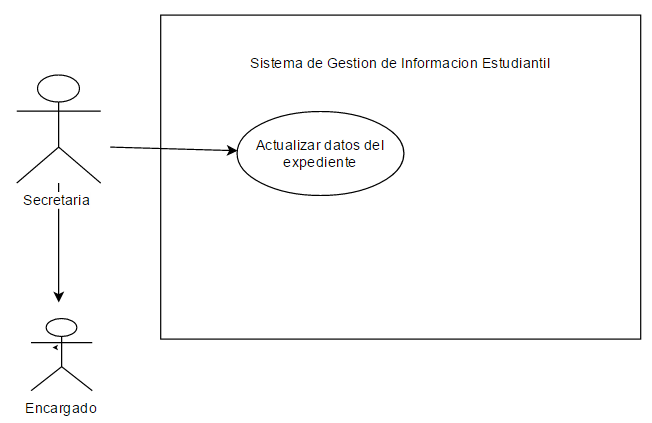 Sistema de Gestion de Informacion Estudiantil
Actualizar datos del
expediente
Secretaria
Encargado